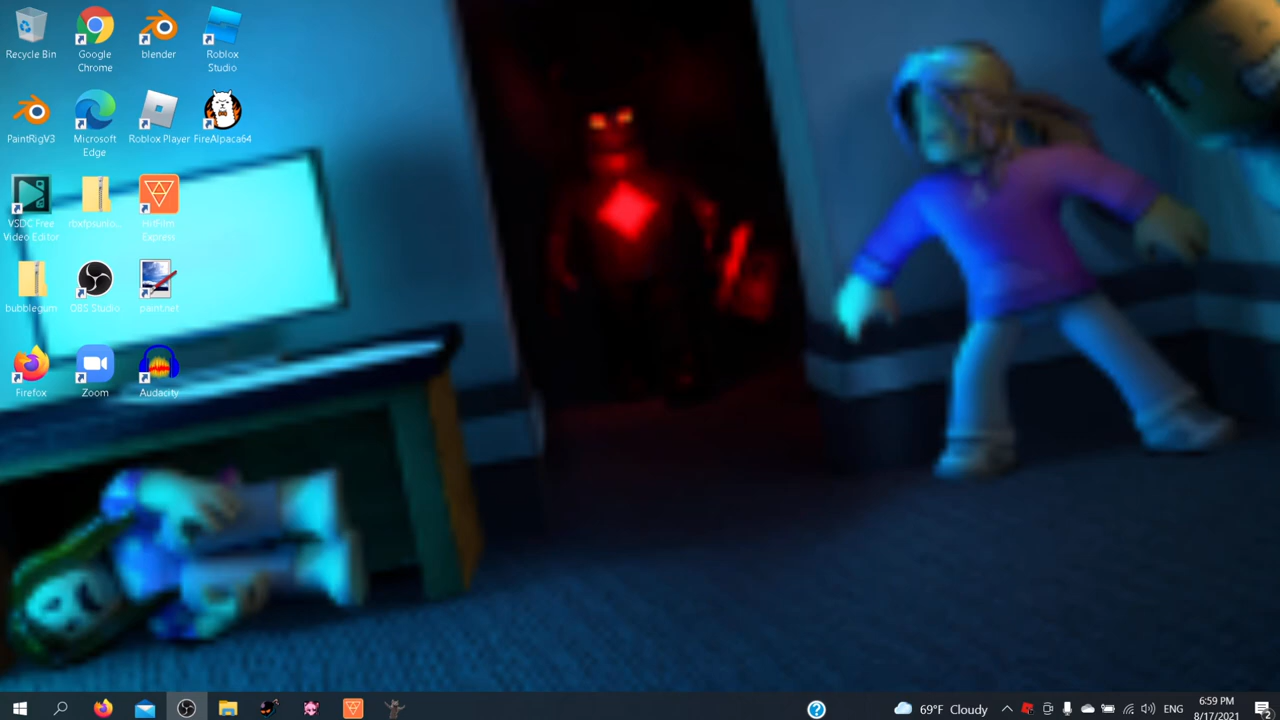 Recycle Bin
Google
Chrome
blender
Roblox
Studio
PaintRigV3
Microsoft
Edge
Roblox Player
FireAlpaca64
VSDC Free
Video Editor
rbxfpsunlo...
HitFilm
Express
bubblegum
OBS Studio
paint.net
Firefox
Zoom
Audacity
69°F Cloudy
ENG
6:59 PM
8/17/2021